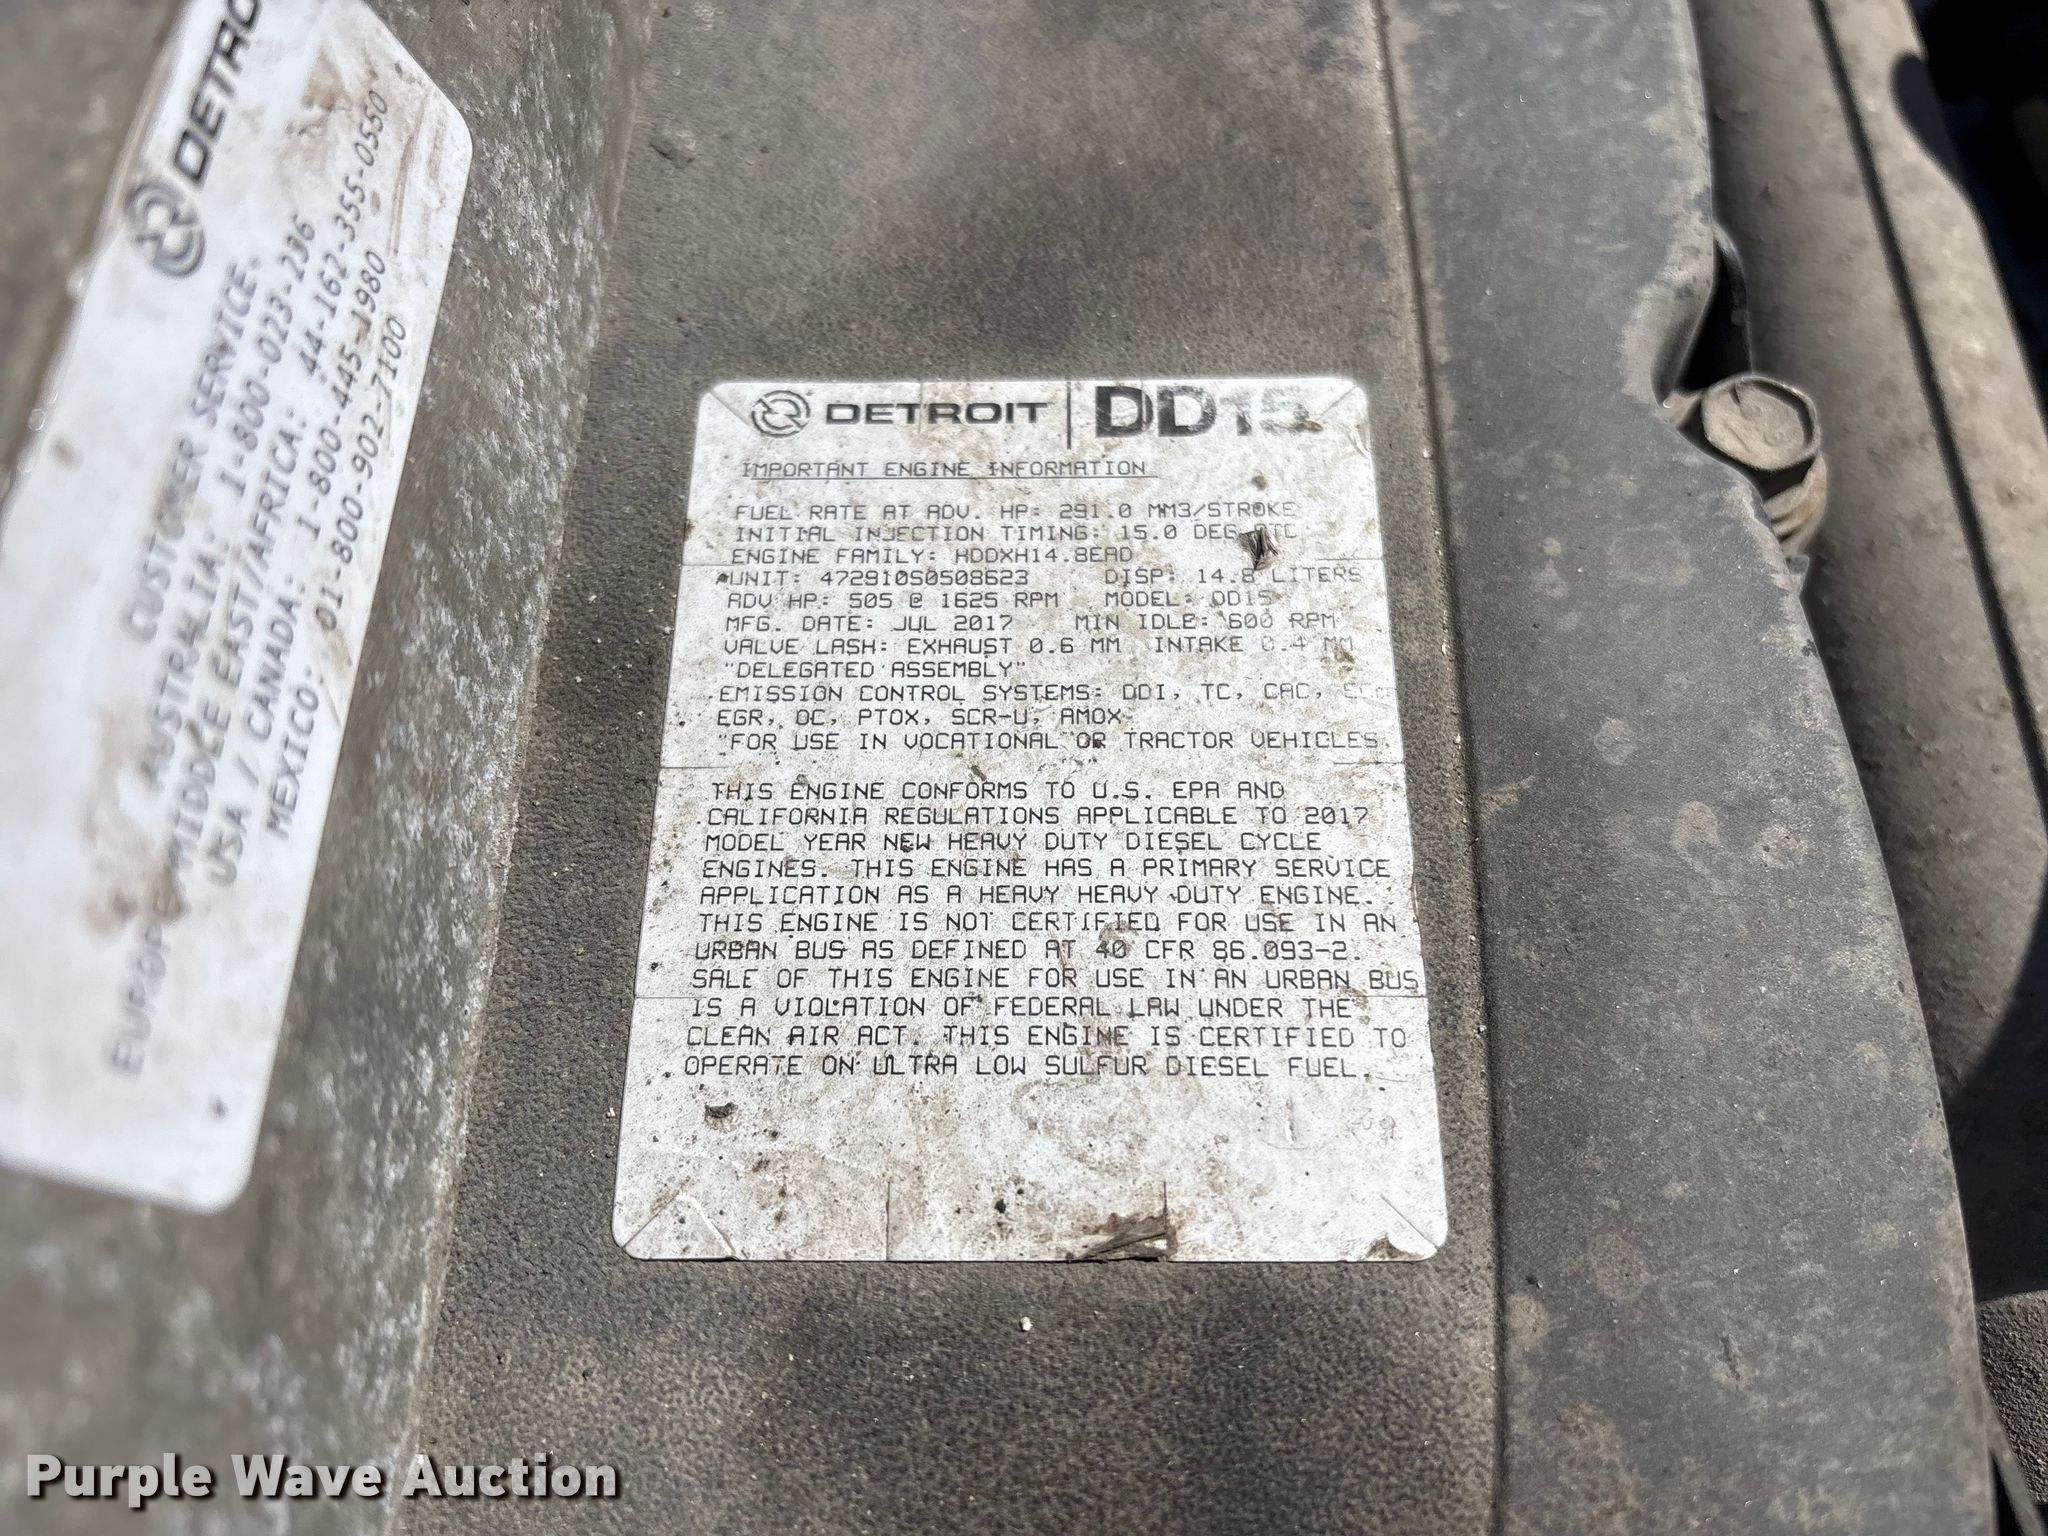 DETRO
CUSTOMER SERVICE.
AUSTRALIA: 1-800-023-236
MIDDLE EAST/AFRICA: 44-162-355-0550
USA / CANADA: 1-800-445-1980
MEXICO: 01-800-902-7100
DETROIT | DD15
IMPORTANT ENGINE INFORMATION
FUEL RATE AT ADV. HP: 291.0 MM3/STROKE
INITIAL INJECTION TIMING: 15.0 DEG
ENGINE FAMILY: HDDXH14.8EAD
UNIT: 472910S0508623 DISP: 14.8 LITERS
ADV HP: 505 @ 1625 RPM MODEL: DD15
MFG. DATE: JUL 2017 MIN IDLE: 600 RPM
VALVE LASH: EXHAUST 0.6 MM INTAKE 0.4 MM
"DELEGATED ASSEMBLY"
EMISSION CONTROL SYSTEMS: DDI, TC, CAC,
EGR, OC, PTOX, SCR-U, AMOX
"FOR USE IN VOCATIONAL"OR TRACTOR VEHICLES.
THIS ENGINE CONFORMS TO U.S. EPA AND
CALIFORNIA REGULATIONS APPLICABLE TO 2017
MODEL YEAR NEW HEAVY DUTY DIESEL CYCLE
ENGINES. THIS ENGINE HAS A PRIMARY SERVICE
APPLICATION AS A HEAVY HEAVY DUTY ENGINE.
THIS ENGINE IS NOT CERTIFIED FOR USE IN AN
URBAN BUS AS DEFINED AT 40 CFR 86.093-2.
SALE OF THIS ENGINE FOR USE IN AN URBAN BUS
IS A VIOLATION OF FEDERAL LAW UNDER THE
CLEAN AIR ACT. THIS ENGINE IS CERTIFIED TO
OPERATE ON ULTRA LOW SULFUR DIESEL FUEL.
Purple Wave Auction